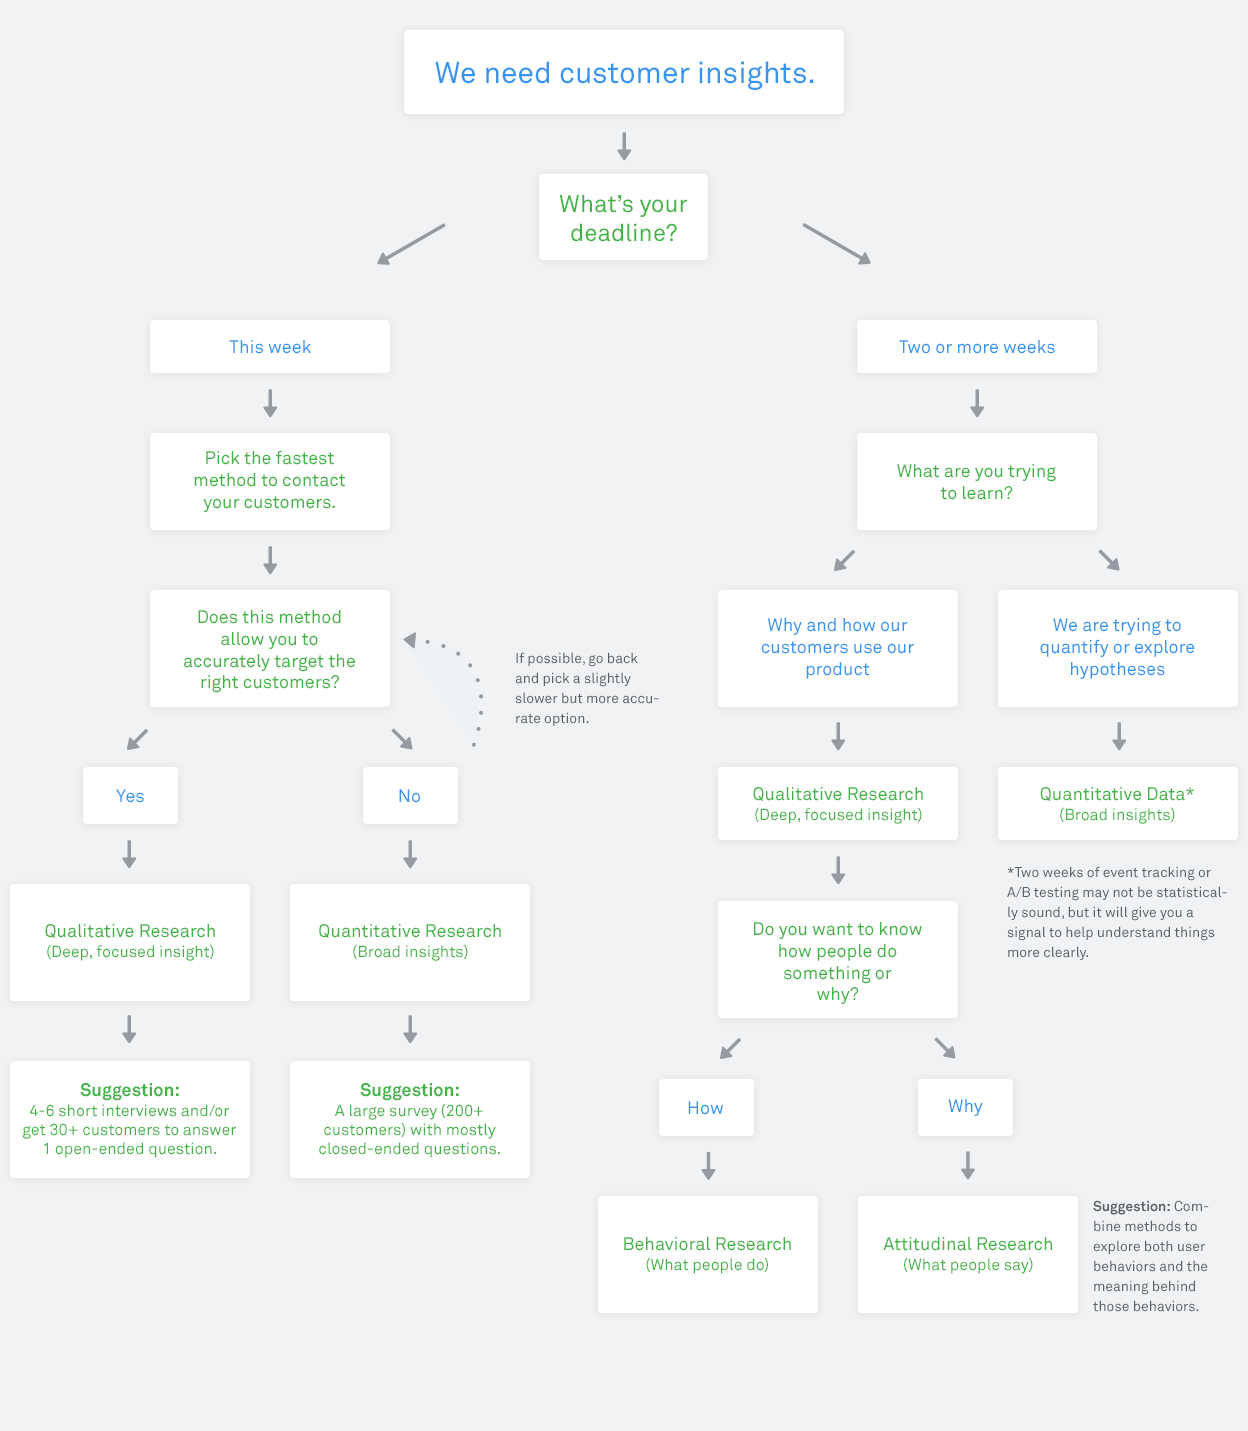 We need customer insights.
What’s your
deadline?
This week
Two or more weeks
Pick the fastest
method to contact
your customers.
What are you trying
to learn?
Does this method
allow you to
accurately target the
right customers?
If possible, go back
and pick a slightly
slower but more accu-
rate option.
Why and how our
customers use our
product
We are trying to
quantify or explore
hypotheses
Yes
No
Qualitative Research
(Deep, focused insight)
Quantitative Data*
(Broad insights)
*Two weeks of event tracking or
A/B testing may not be statistical-
ly sound, but it will give you a
signal to help understand things
more clearly.
Qualitative Research
(Deep, focused insight)
Quantitative Research
(Broad insights)
Do you want to know
how people do
something or
why?
Suggestion:
4-6 short interviews and/or
get 30+ customers to answer
1 open-ended question.
Suggestion:
A large survey (200+
customers) with mostly
closed-ended questions.
How
Why
Behavioral Research
(What people do)
Attitudinal Research
(What people say)
Suggestion: Com-
bine methods to
explore both user
behaviors and the
meaning behind
those behaviors.